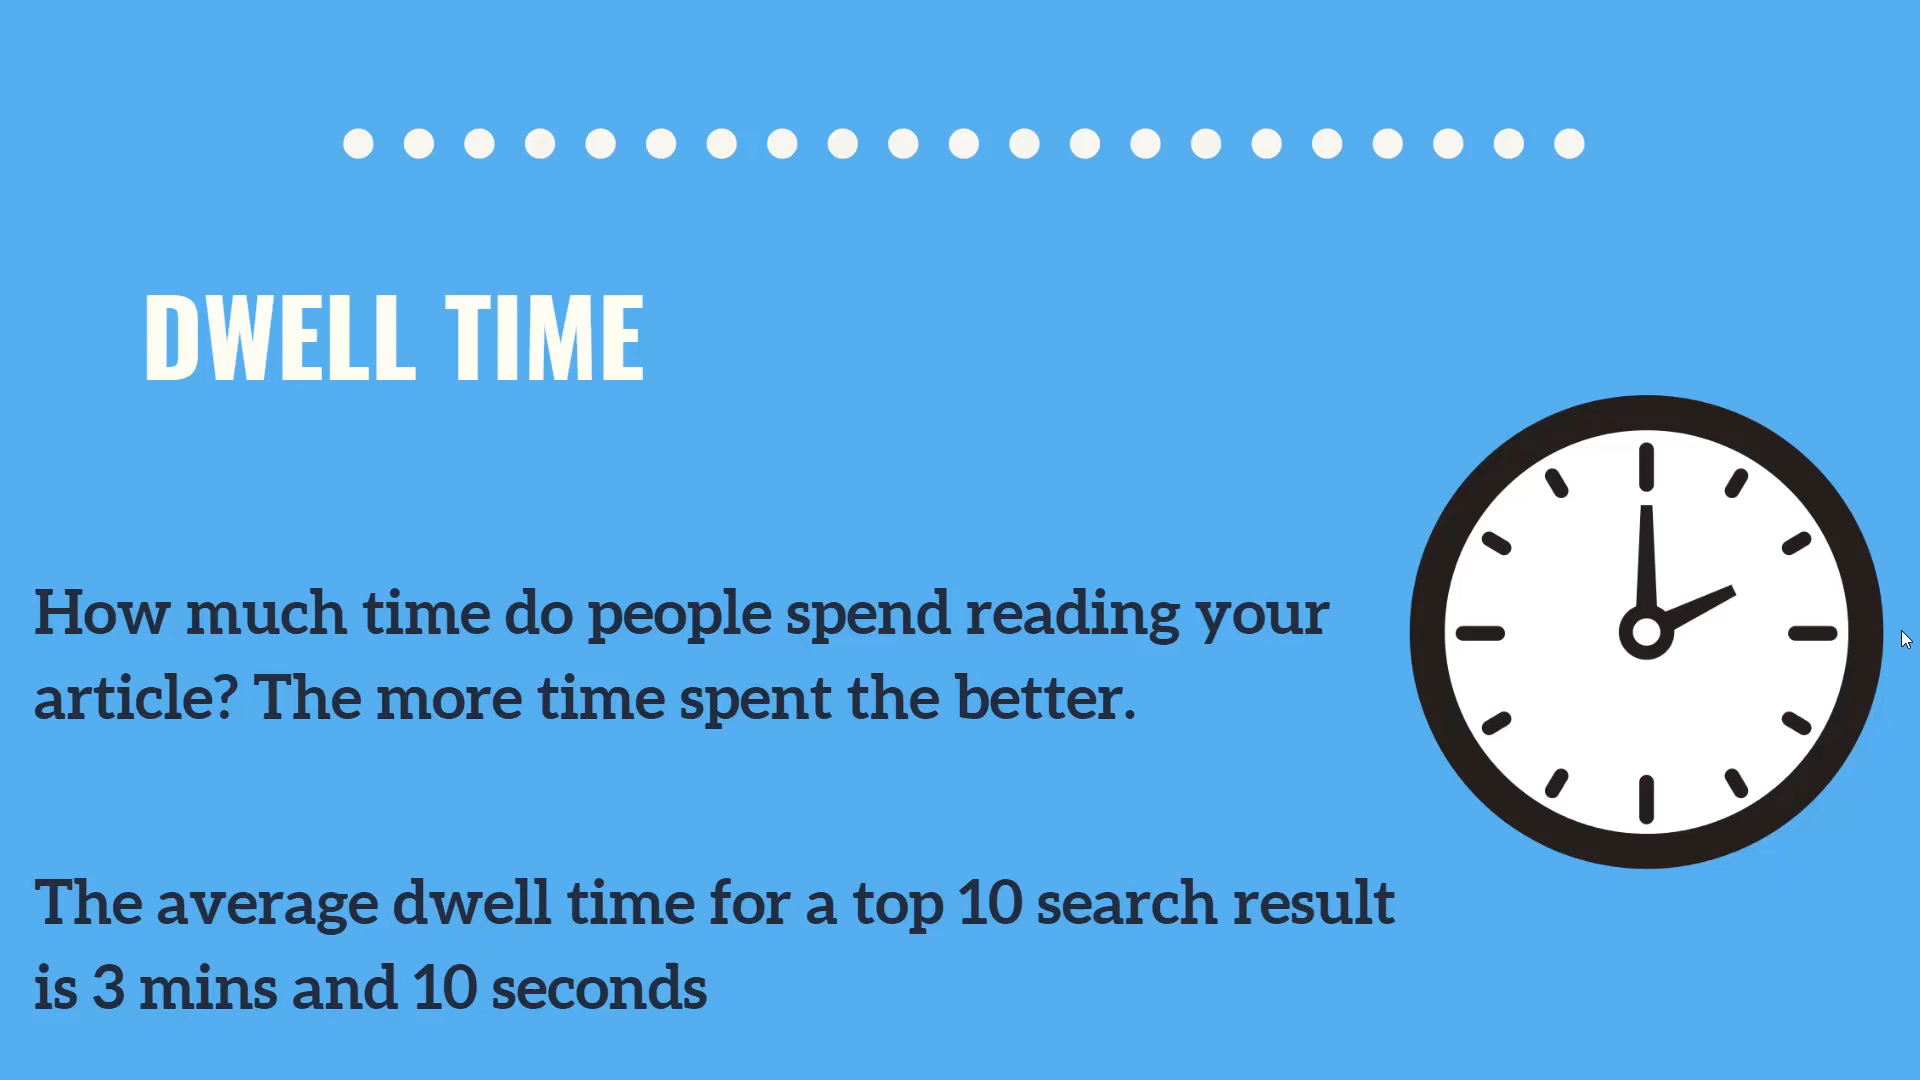 DWELL TIME
How much time do people spend reading your
article? The more time spent the better.
The average dwell time for a top 10 search result
is 3 mins and 10 seconds